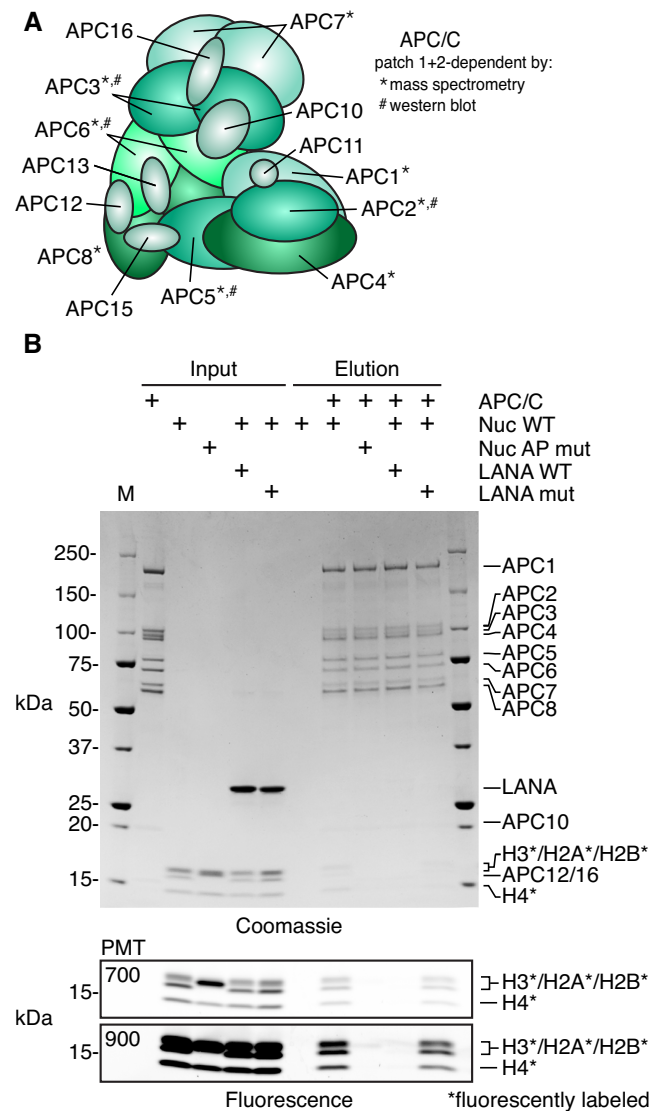 A
APC16
APC7*
APC/C
patch 1+2-dependent by:
* mass spectrometry
# western blot
APC3*,#
APC10
APC6*,#
APC11
APC13
APC1*
APC12
APC2*,#
APC8*
APC4*
APC15
APC5*,#
B
Input Elution
+ + + + + APC/C
+ + + + + + + Nuc WT
+ + Nuc AP mut
+ + LANA WT
M + + LANA mut
250-
150-
100-
75-
50-
37-
25-
20-
15-
kDa
APC1
APC2
APC3
APC4
APC5
APC6
APC7
APC8
LANA
APC10
H3*/H2A*/H2B*
APC12/16
H4*
Coomassie
PMT
700
15-
H3*/H2A*/H2B*
H4*
kDa
900
15-
H3*/H2A*/H2B*
H4*
Fluorescence *fluorescently labeled